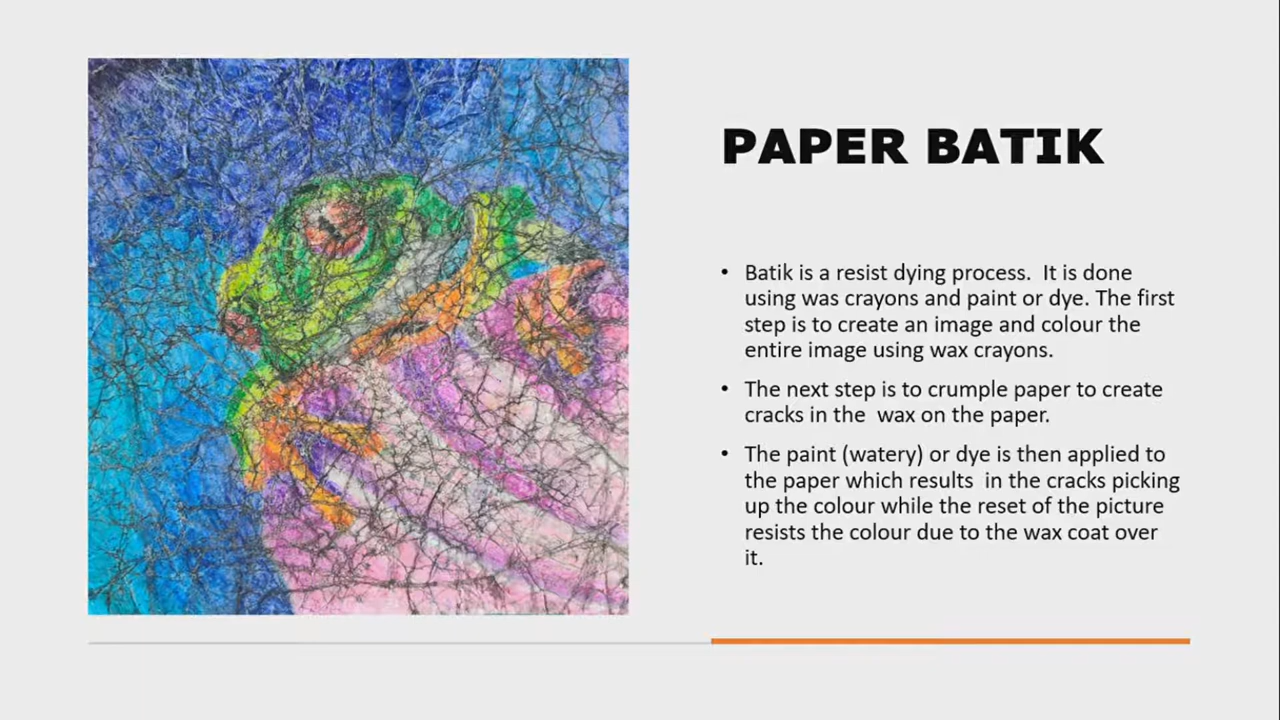 PAPER BATIK
• Batik is a resist dying process.  It is done
using was crayons and paint or dye. The first
step is to create an image and colour the
entire image using wax crayons.
• The next step is to crumple paper to create
cracks in the  wax on the paper.
• The paint (watery) or dye is then applied to
the paper which results  in the cracks picking
up the colour while the reset of the picture
resists the colour due to the wax coat over
it.